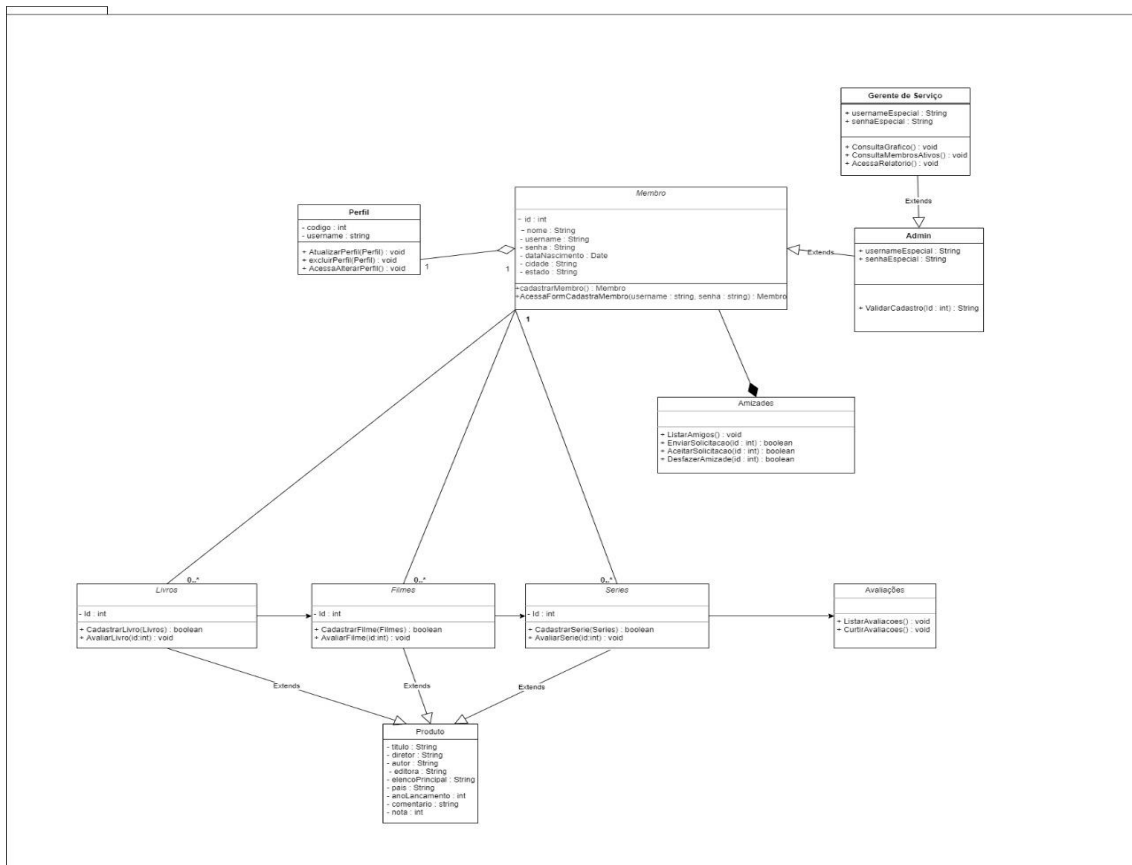 Gerente de Serviço
+ usernameEspecial : String
+ senhaEspecial : String
+ ConsultaGrafico() : void
+ ConsultaMembrosAtivos() : void
+ AcessaRelatorio() : void
Extends
Membro
- id : int
- nome : String
- username : String
- senha : String
- dataNascimento : Date
- cidade : String
- estado : String
+cadastrarMembro() : Membro
+AcessaFormCadastraMembro(username : string, senha : string) : Membro
Perfil
- codigo : int
- username : string
+ AtualizarPerfil(Perfil) : void
+ excluirPerfil(Perfil) : void
+ AcessaAlterarPerfil() : void
1
1
Extends
Admin
+ usernameEspecial : String
+ senhaEspecial : String
+ ValidarCadastro(id : int) : String
1
Amizades
+ ListarAmigos() : void
+ EnviarSolicitacao(id : int) : boolean
+ AceitarSolicitacao(id : int) : boolean
+ DesfazerAmizade(id : int) : boolean
0..*
0..*
0..*
Livros
- Id : int
+ CadastrarLivro(Livros) : boolean
+ AvaliarLivro(id:int) : void
Filmes
- Id : int
+ CadastrarFilme(Filmes) : boolean
+ AvaliarFilme(id:int) : void
Series
- Id : int
+ CadastrarSerie(Series) : boolean
+ AvaliarSerie(id:int) : void
Avaliações
+ ListarAvaliacoes() : void
+ CurtirAvaliacoes() : void
Extends
Extends
Extends
Produto
- titulo : String
- diretor : String
- autor : String
- editora : String
- elencoPrincipal : String
- pais : String
- anoLancamento : int
- comentario : string
- nota : int